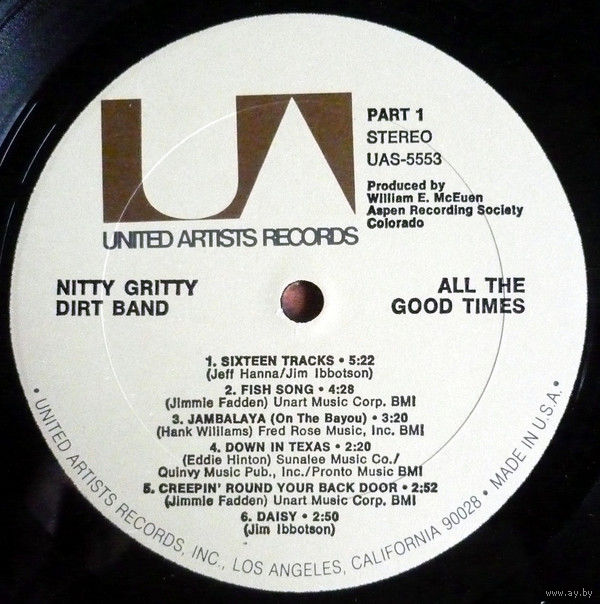 PART 1
STEREO
UAS-5553
Produced by
William E. McEuen
Aspen Recording Society
Colorado
UNITED ARTISTS RECORDS
NITTY GRITTY
DIRT BAND
ALL THE
GOOD TIMES
1. SIXTEEN TRACKS • 5:22
(Jeff Hanna/Jim Ibbotson)
2. FISH SONG • 4:28
(Jimmie Fadden) Unart Music Corp. BMI
3. JAMBALAYA (On The Bayou) • 3:20
(Hank Williams) Fred Rose Music, Inc. BMI
4. DOWN IN TEXAS • 2:20
(Eddie Hinton) Sunalee Music Co./
Quinvy Music Pub., Inc./Pronto Music BMI
5. CREEPIN' ROUND YOUR BACK DOOR • 2:52
(Jimmie Fadden) Unart Music Corp. BMI
6. DAISY • 2:50
(Jim Ibbotson)
• UNITED ARTISTS RECORDS, INC., LOS ANGELES, CALIFORNIA 90028 • MADE IN U.S.A. •
www.ay.by